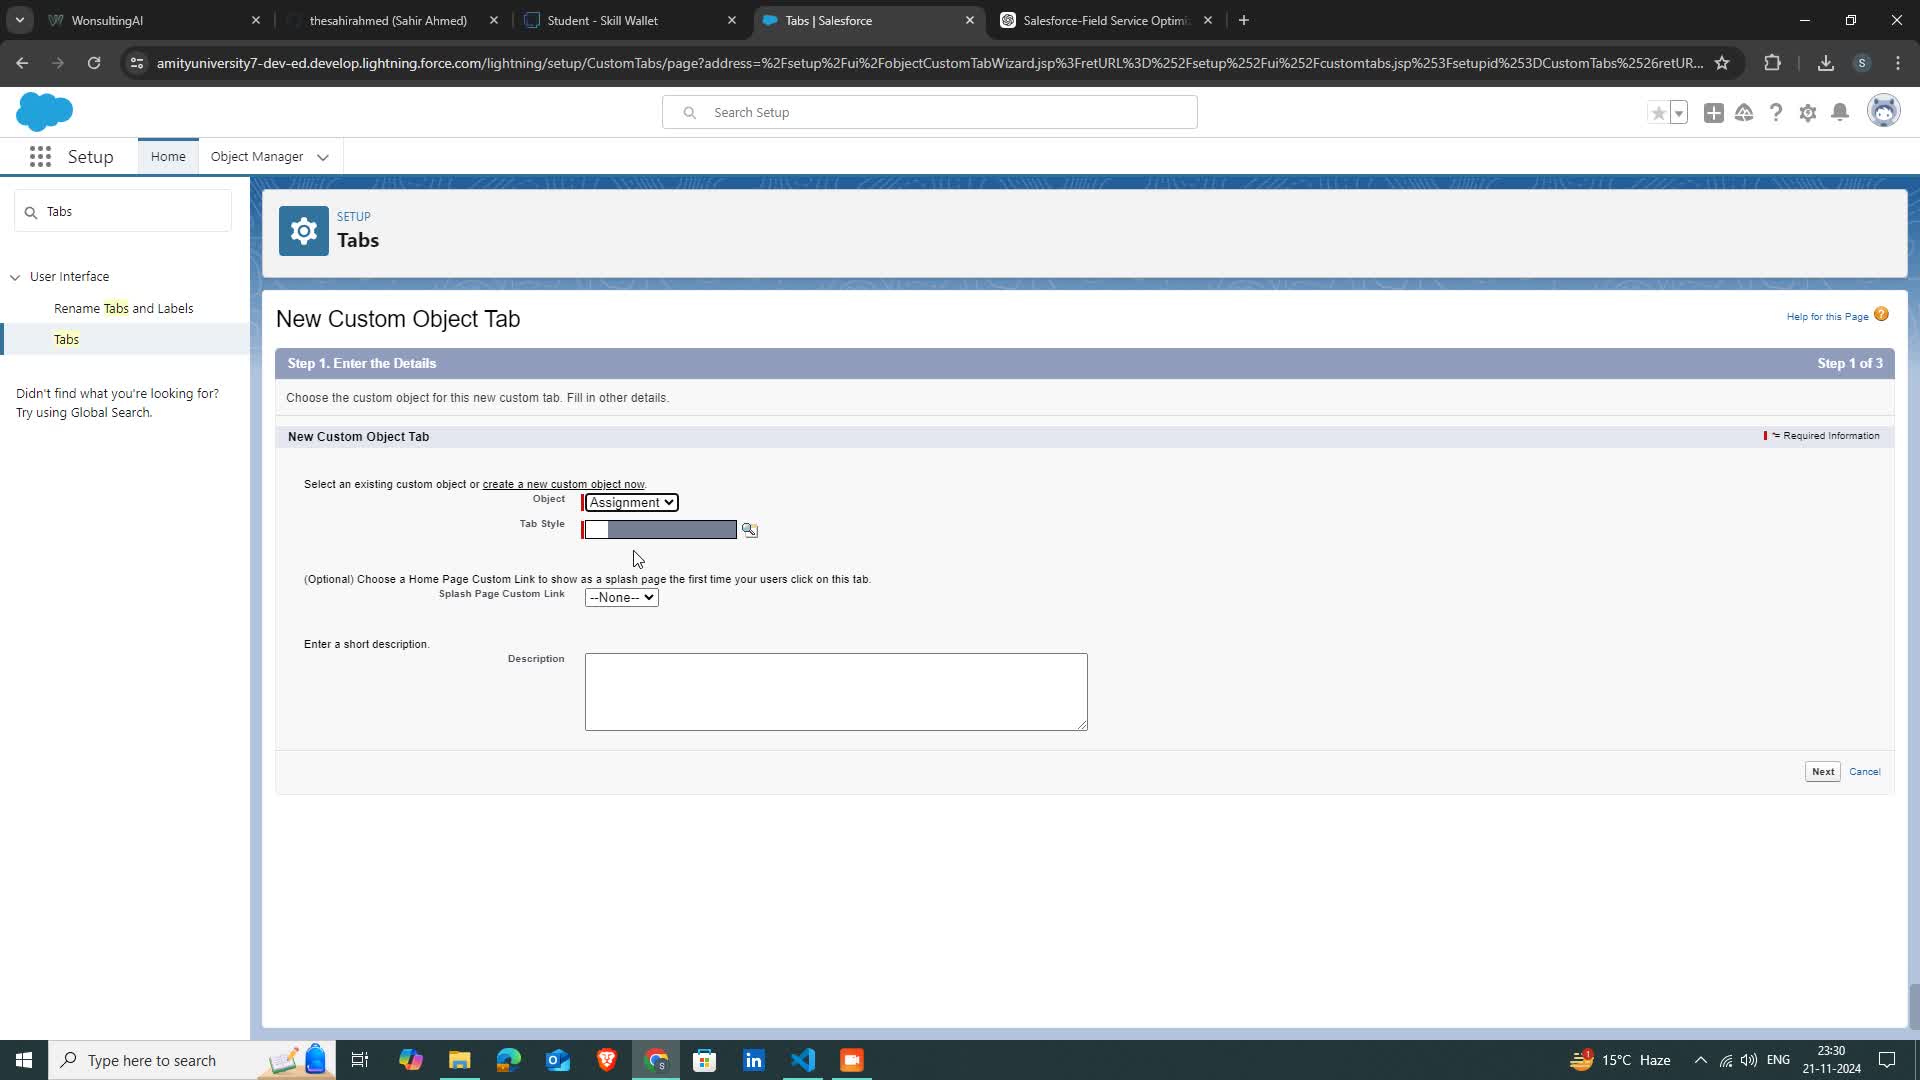 WonsultingAI
thesahirahmed (Sahir Ahmed)
Student - Skill Wallet
Tabs | Salesforce
Salesforce-Field Service Optimi
amityuniversity7-dev-ed.develop.lightning.force.com/lightning/setup/CustomTabs/page?address=%2Fsetup%2Fui%2FobjectCustomTabWizard.jsp%3FretURL%3D%252Fsetup%252Fui%252Fcustomtabs.jsp%253Fsetupid%253DCustomTabs%2526retUR...
S
Search Setup
Setup
Home
Object Manager
Tabs
User Interface
Rename Tabs and Labels
Tabs
Didn't find what you're looking for?
Try using Global Search.
SETUP
Tabs
New Custom Object Tab
Help for this Page
Step 1. Enter the Details
Step 1 of 3
Choose the custom object for this new custom tab. Fill in other details.
New Custom Object Tab
= Required Information
Select an existing custom object or create a new custom object now.
Object
Assignment
Tab Style
(Optional) Choose a Home Page Custom Link to show as a splash page the first time your users click on this tab.
Splash Page Custom Link
--None--
Enter a short description.
Description
Next
Cancel
Type here to search
1
15°C Haze
ENG
23:30
21-11-2024